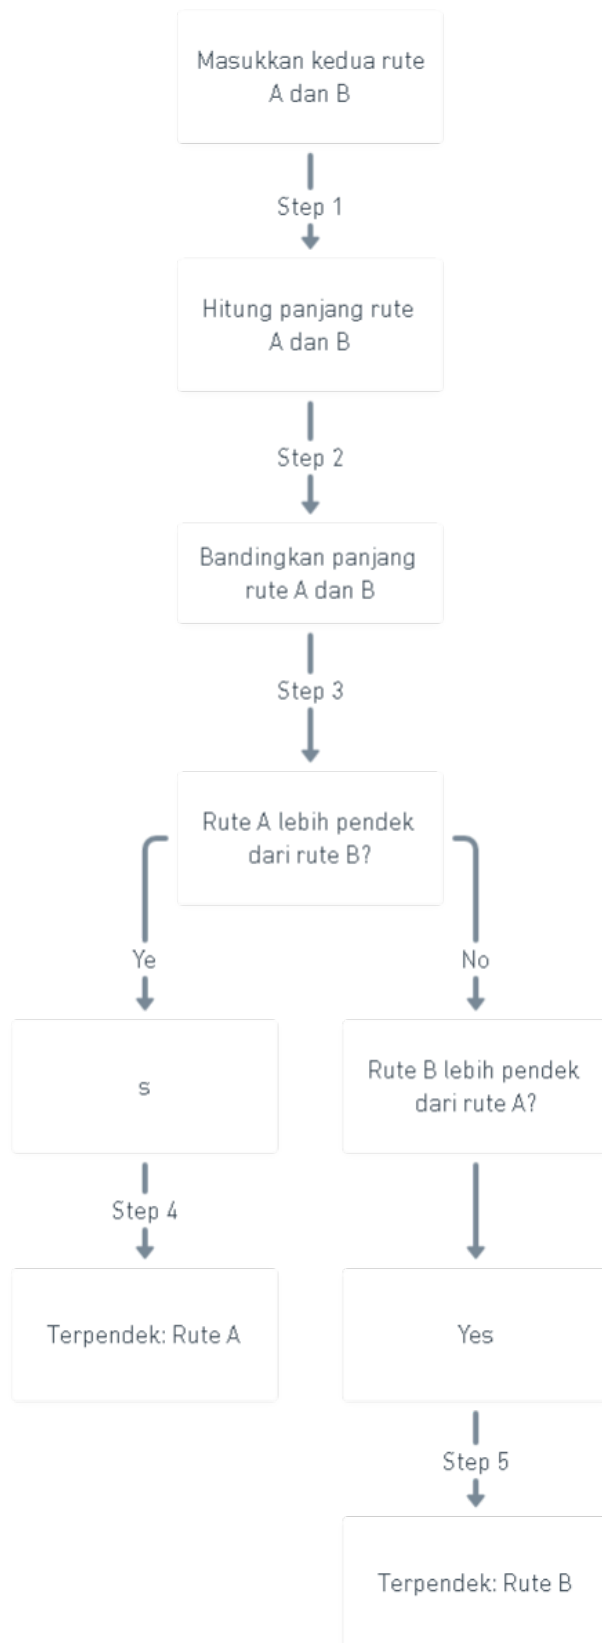 Masukkan kedua rute
A dan B
Step 1
Hitung panjang rute
A dan B
Step 2
Bandingkan panjang
rute A dan B
Step 3
Rute A lebih pendek
dari rute B?
Ye
No
s
Rute B lebih pendek
dari rute A?
Step 4
Terpendek: Rute A
Yes
Step 5
Terpendek: Rute B